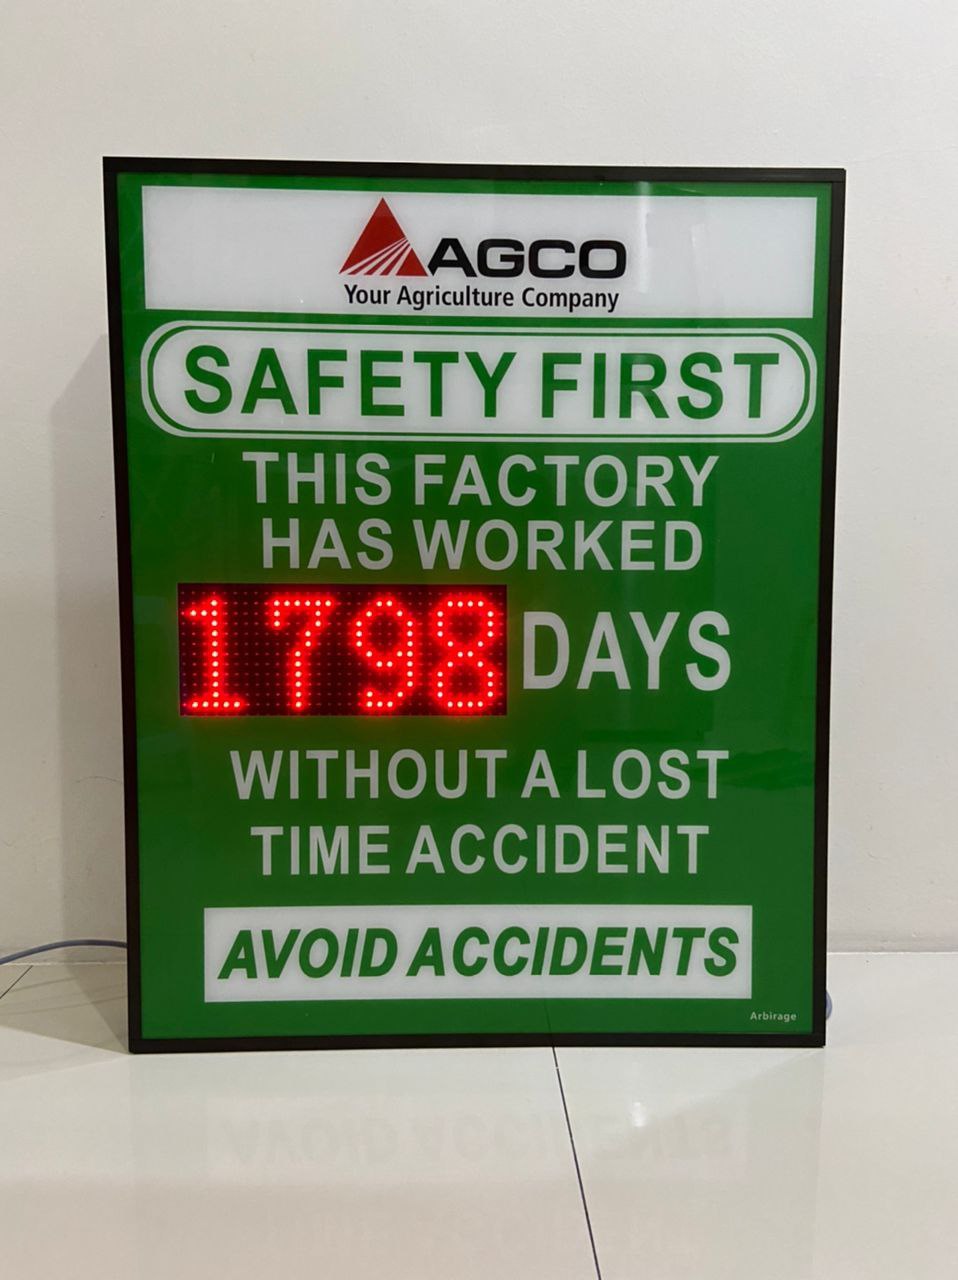 AGCO
Your Agriculture Company
SAFETY FIRST
THIS FACTORY
HAS WORKED
1798 DAYS
WITHOUT A LOST
TIME ACCIDENT
AVOID ACCIDENTS
Arbirage